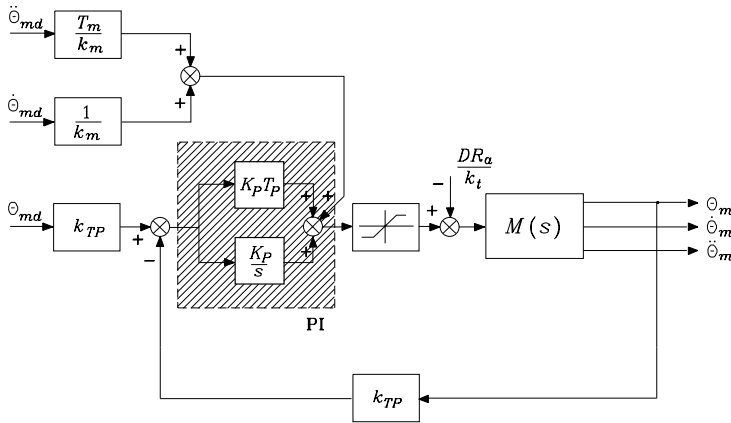 Θ̈md
Tm
km
+
+
Θ̇md
1
km
Θmd
kTP
+
−
KPTP
KP
s
+
+
+
PI
DRa
kt
−
+
M(s)
Θm
Θ̇m
Θ̈m
kTP